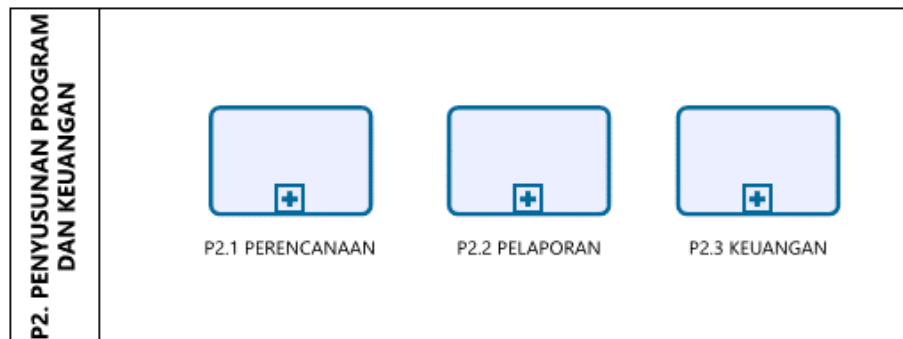 P2. PENYUSUNAN PROGRAM
DAN KEUANGAN
P2.1 PERENCANAAN
P2.2 PELAPORAN
P2.3 KEUANGAN